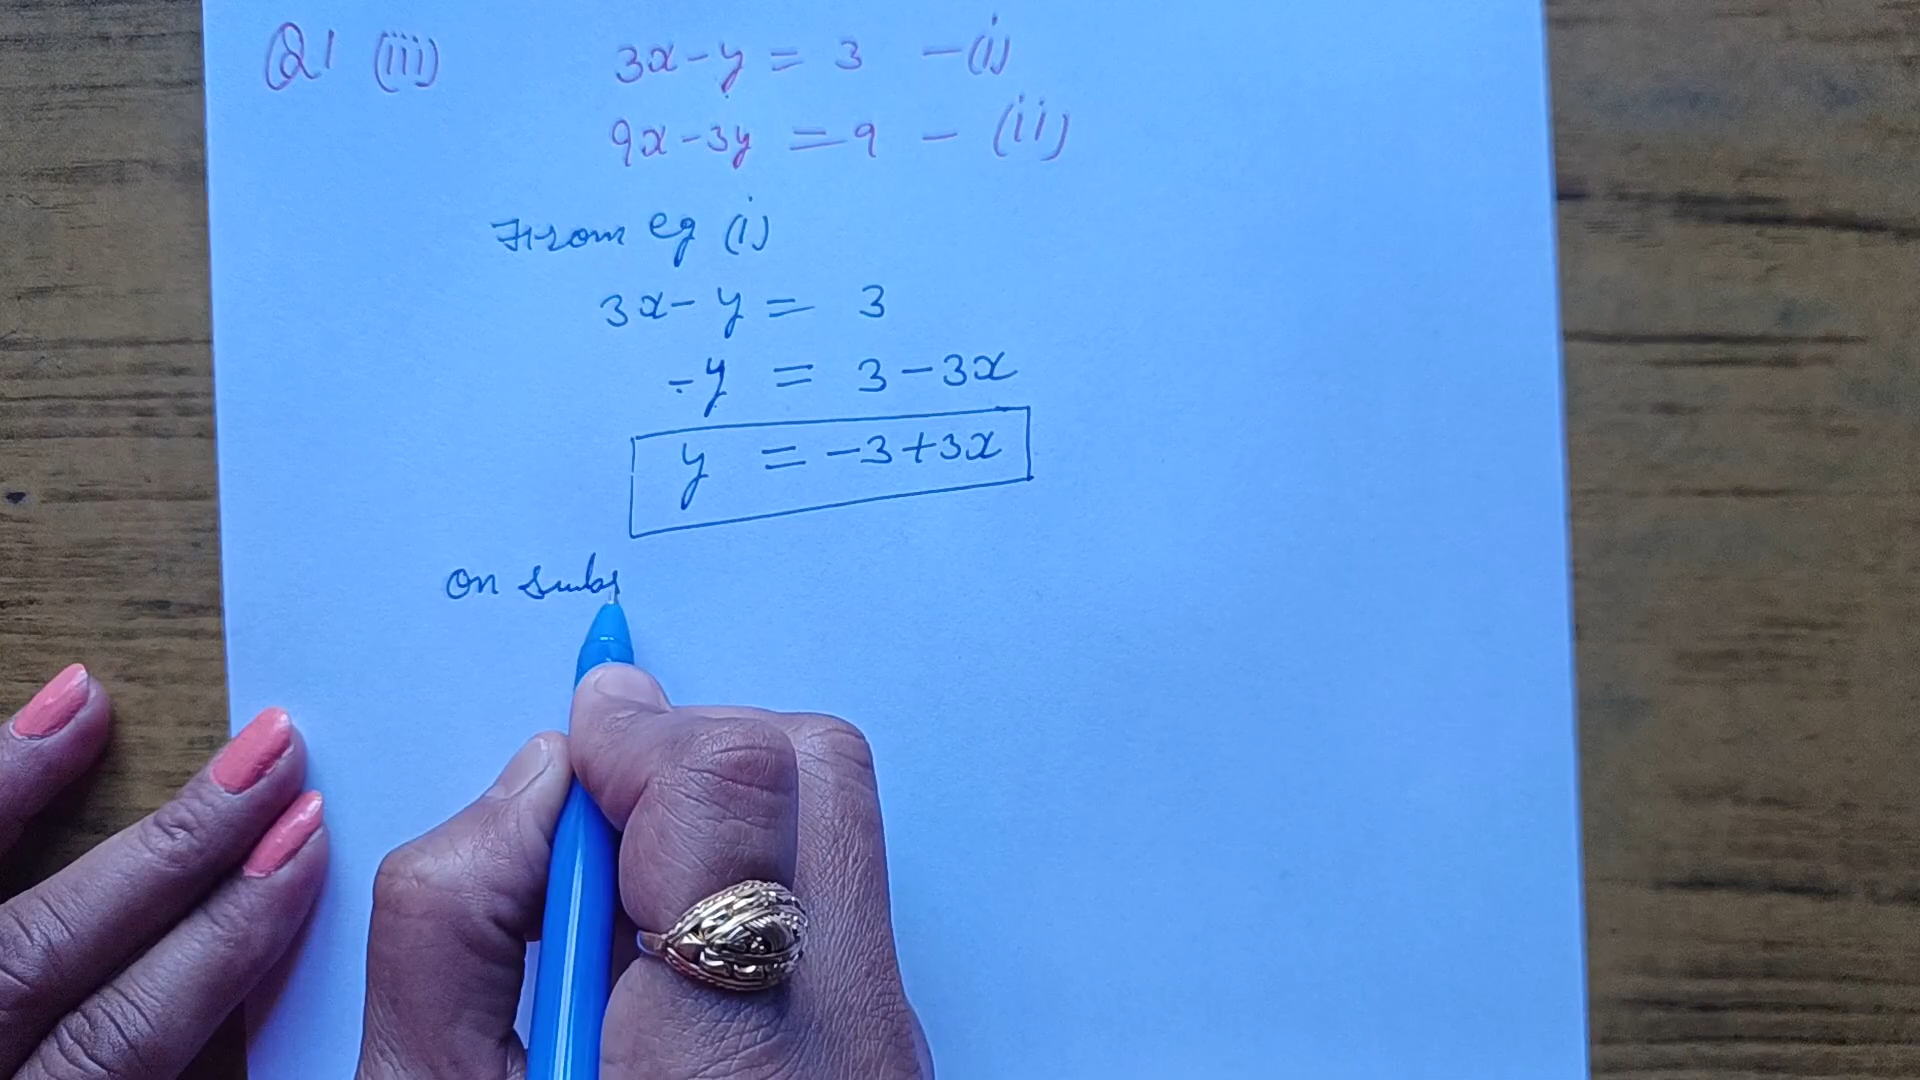 Q1 (iii) 3x - y = 3 - (i)
9x - 3y = 9 - (ii)
From eq (i)
3x - y = 3
-y = 3 - 3x
y = -3 + 3x
On subs